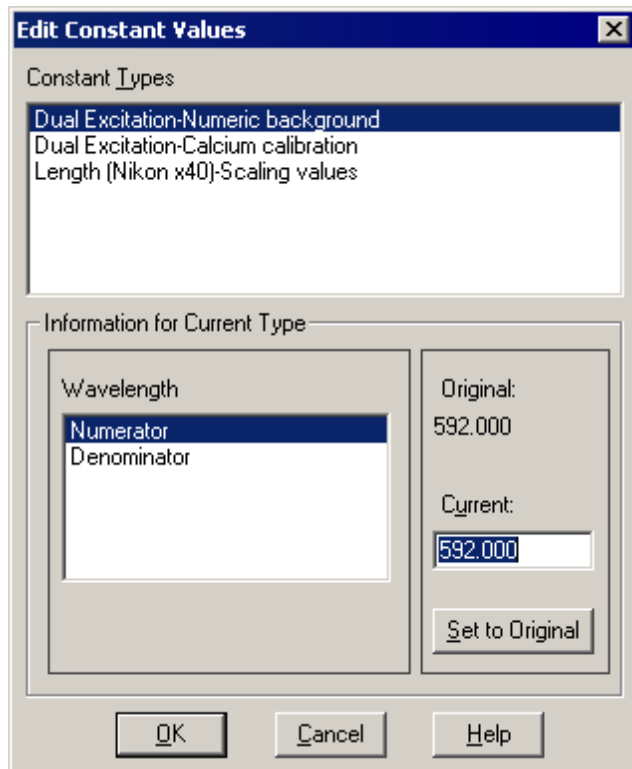 Edit Constant Values
Constant Types
Dual Excitation-Numeric background
Dual Excitation-Calcium calibration
Length (Nikon x40)-Scaling values
Information for Current Type
Wavelength
Numerator
Denominator
Original:
592.000
Current:
592.000
Set to Original
OK
Cancel
Help